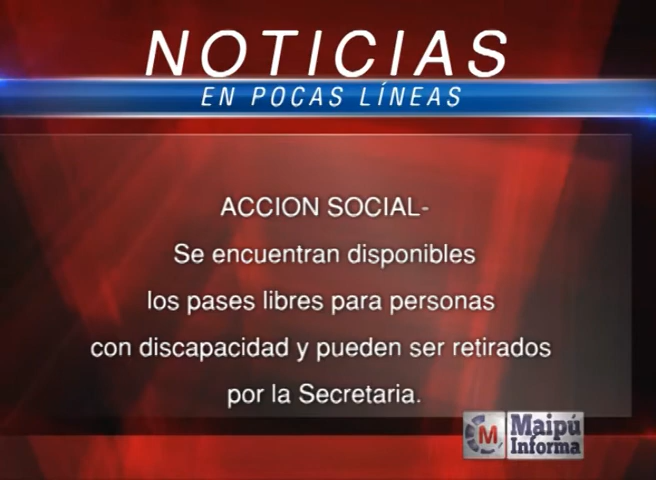 NOTICIAS
EN POCAS LÍNEAS
ACCION SOCIAL-
Se encuentran disponibles
los pases libres para personas
con discapacidad y pueden ser retirados
por la Secretaria.
M Maipú
Informa